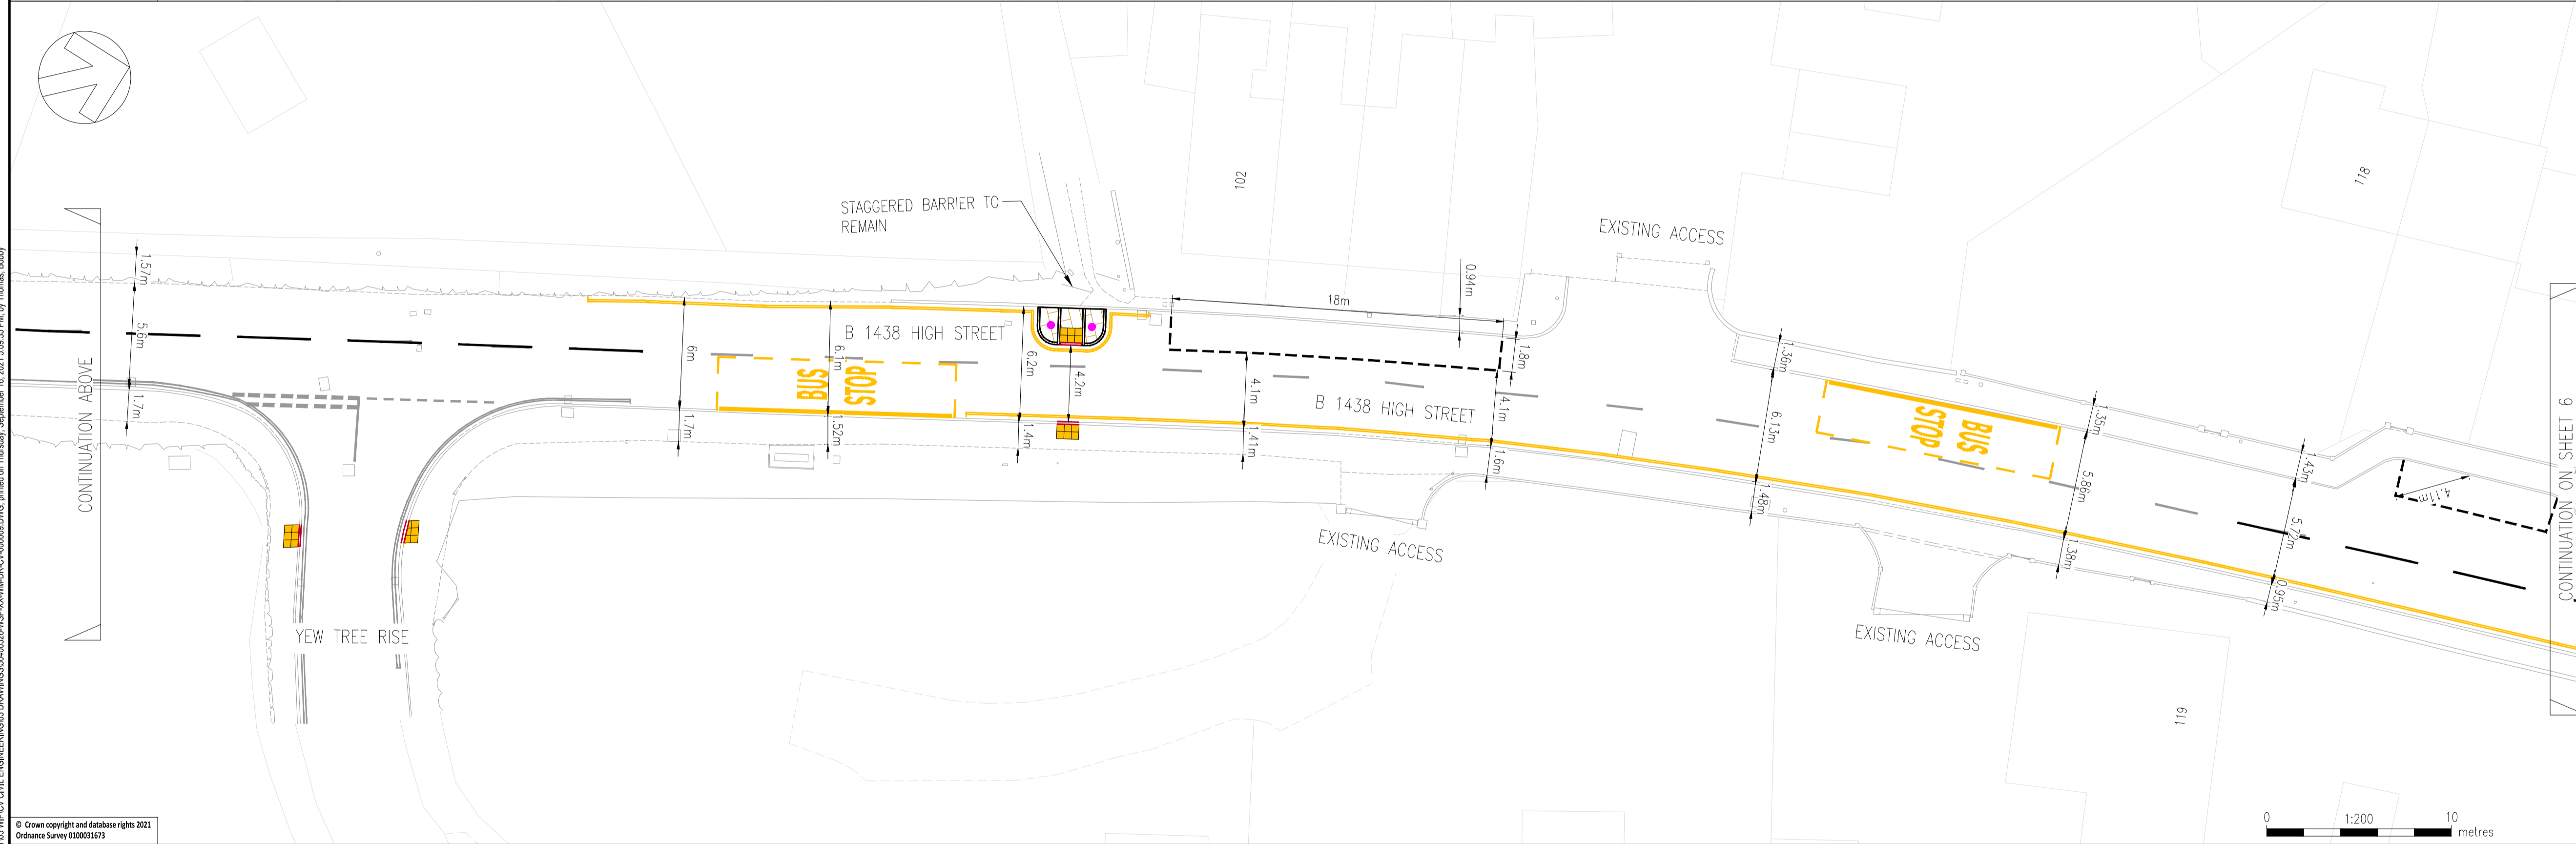 CONTINUATION ABOVE
1.57m
5.6m
1.7m
YEW TREE RISE
STAGGERED BARRIER TO
REMAIN
B 1438 HIGH STREET
6m
1.7m
BUS
STOP
6.1m
1.52m
6.2m
1.4m
4.2m
102
18m
0.94m
1.8m
4.1m
1.41m
4.1m
1.6m
B 1438 HIGH STREET
EXISTING ACCESS
EXISTING ACCESS
1.36m
6.13m
1.48m
BUS
STOP
1.35m
5.86m
1.38m
EXISTING ACCESS
118
119
1.43m
5.72m
0.95m
4.11m
CONTINUATION ON SHEET 6
0 1:200 10
metres
© Crown copyright and database rights 2021
Ordnance Survey 0100031673